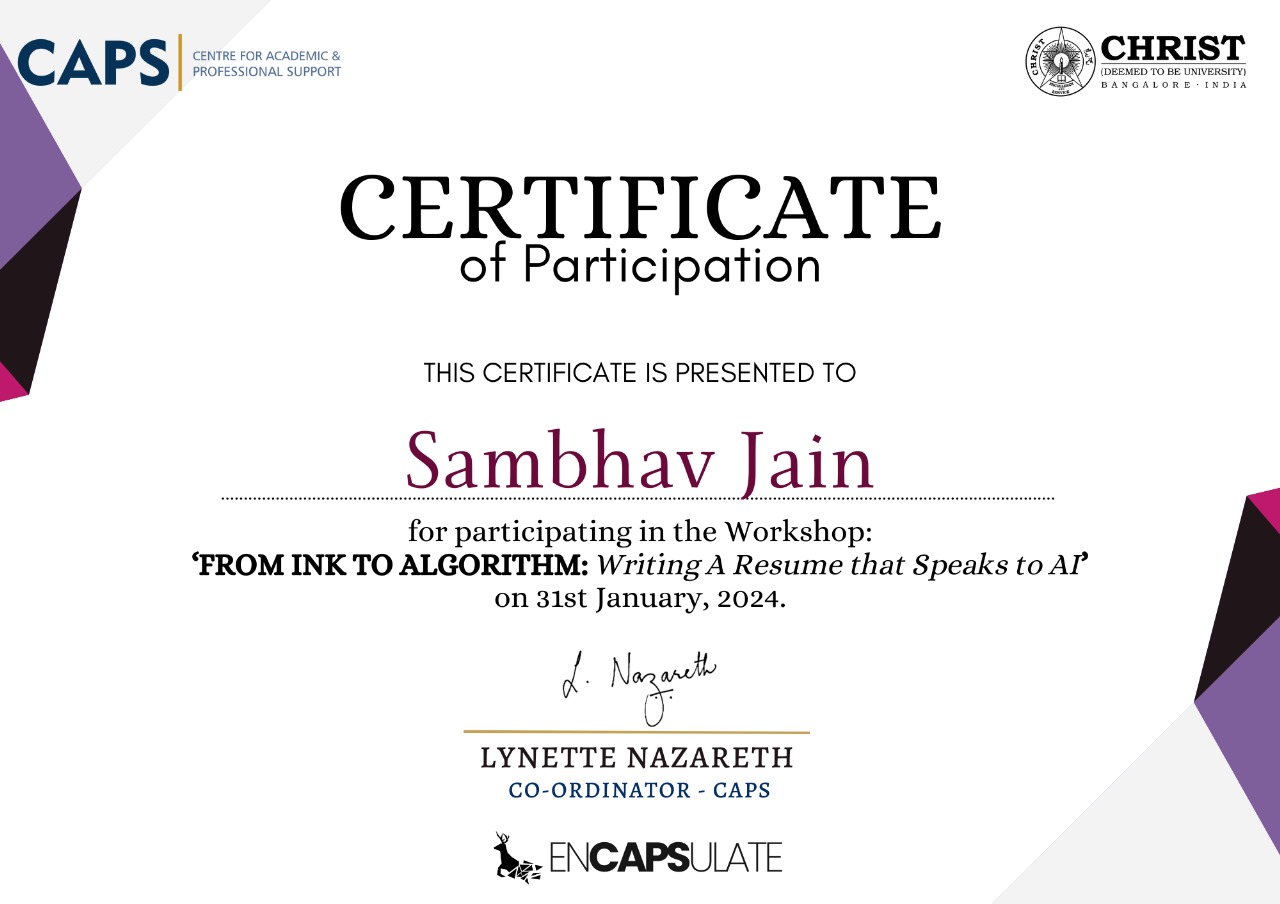 CAPS
CENTRE FOR ACADEMIC &
PROFESSIONAL SUPPORT
CHRIST
(DEEMED TO BE UNIVERSITY)
BANGALORE · INDIA
CERTIFICATE
of Participation
THIS CERTIFICATE IS PRESENTED TO
Sambhav Jain
for participating in the Workshop:
‘FROM INK TO ALGORITHM: Writing A Resume that Speaks to AI’
on 31st January, 2024.
L. Nazareth
LYNETTE NAZARETH
CO-ORDINATOR - CAPS
ENCAPSULATE